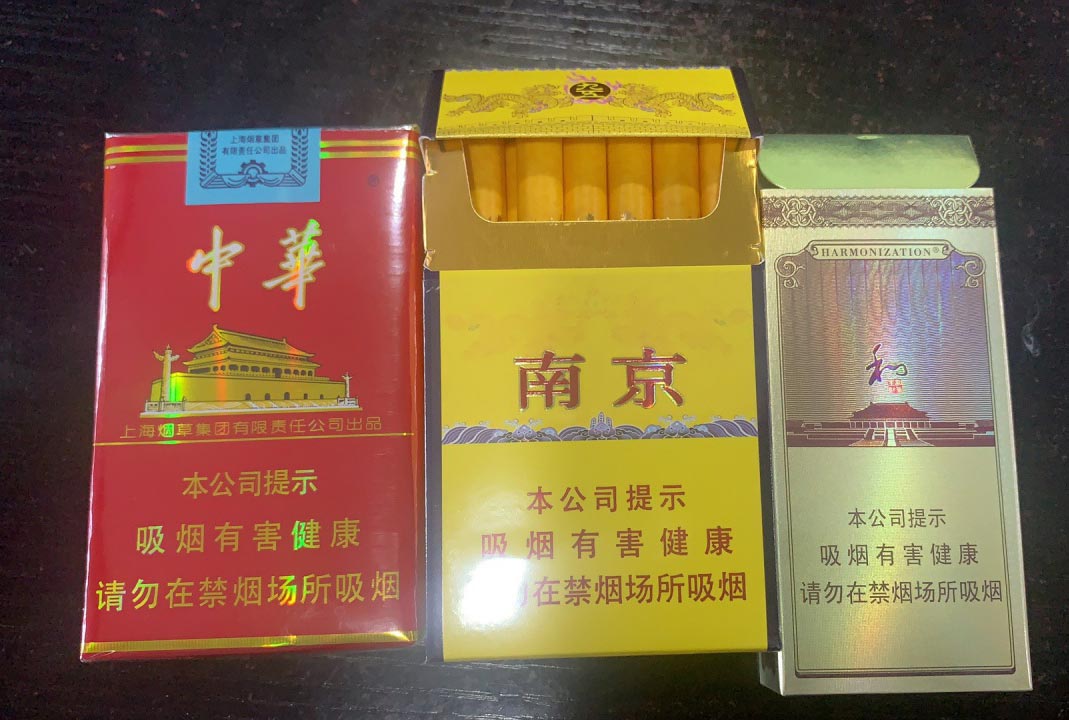 上海烟草集团
有限责任公司出品
®
中華
上海烟草集团有限责任公司出品
本公司提示
吸烟有害健康
请勿在禁烟场所吸烟
南京
本公司提示
吸烟有害健康
勿在禁烟场所吸烟
HARMONIZATION®
和
本公司提示
吸烟有害健康
请勿在禁烟场所吸烟